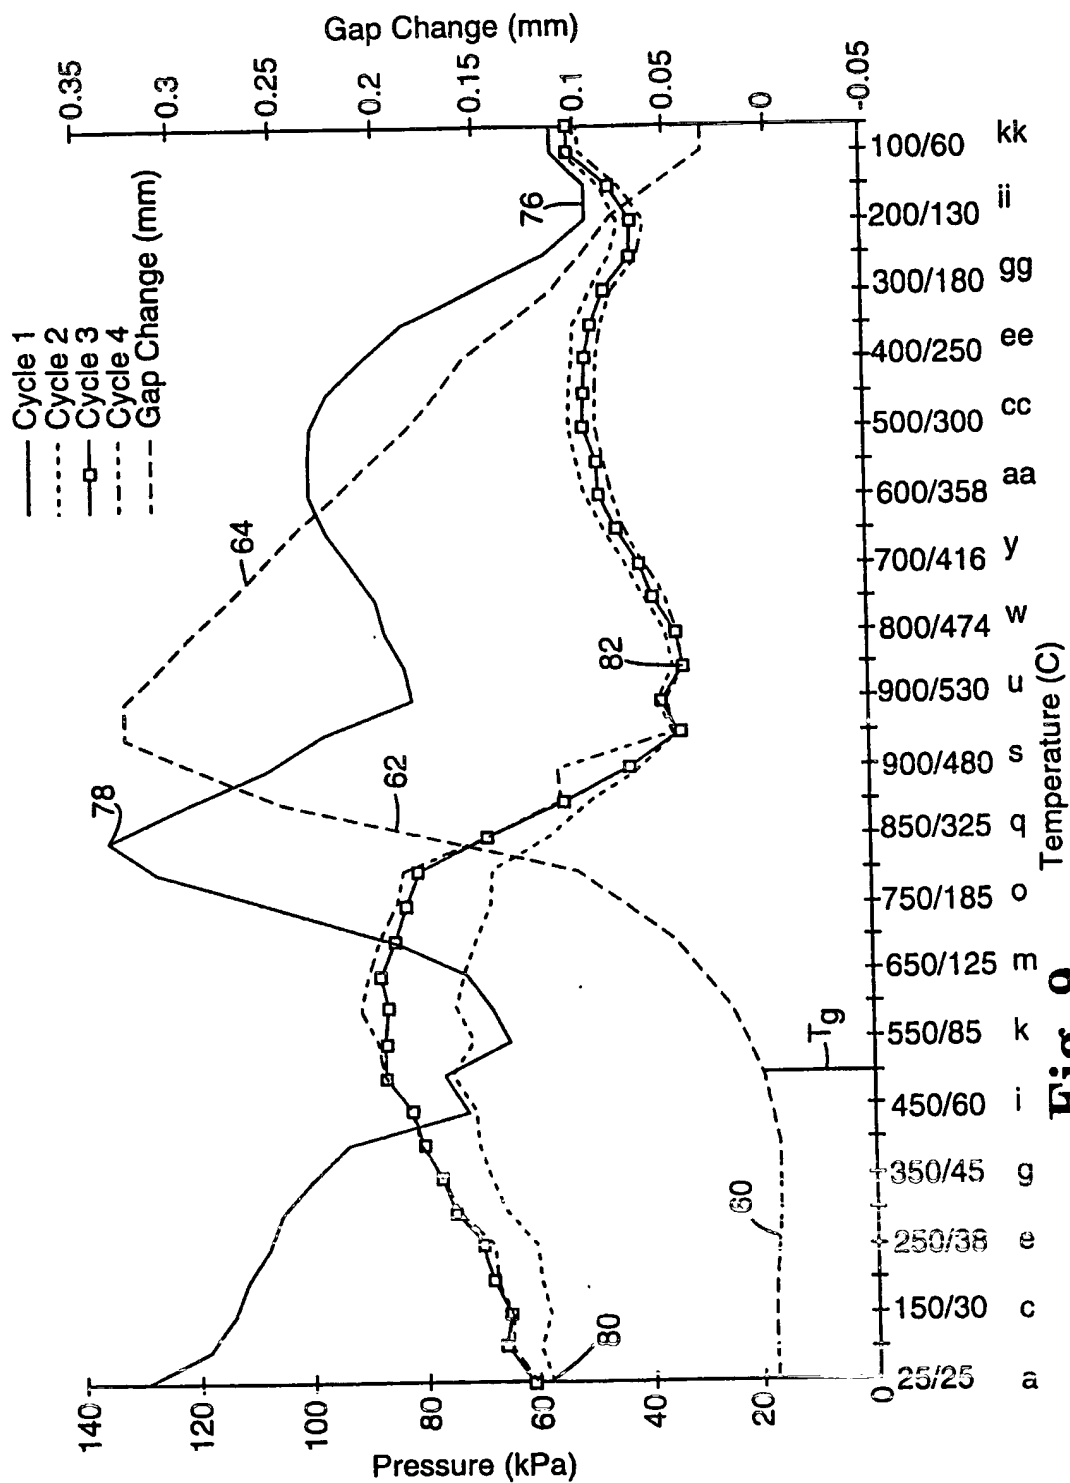 Cycle 1
Cycle 2
Cycle 3
Cycle 4
Gap Change (mm)
Pressure (kPa)
140
120
100
80
60
40
20
0
Gap Change (mm)
0.35
0.3
0.25
0.2
0.15
0.1
0.05
0
-0.05
78
62
64
76
82
80
60
Tg
25/25
150/30
250/38
350/45
450/60
550/85
650/125
750/185
850/325
900/480
900/530
800/474
700/416
600/358
500/300
400/250
300/180
200/130
100/60
a
c
e
g
i
k
m
o
q
s
u
w
y
aa
cc
ee
gg
ii
kk
Temperature (C)
Fig. 9